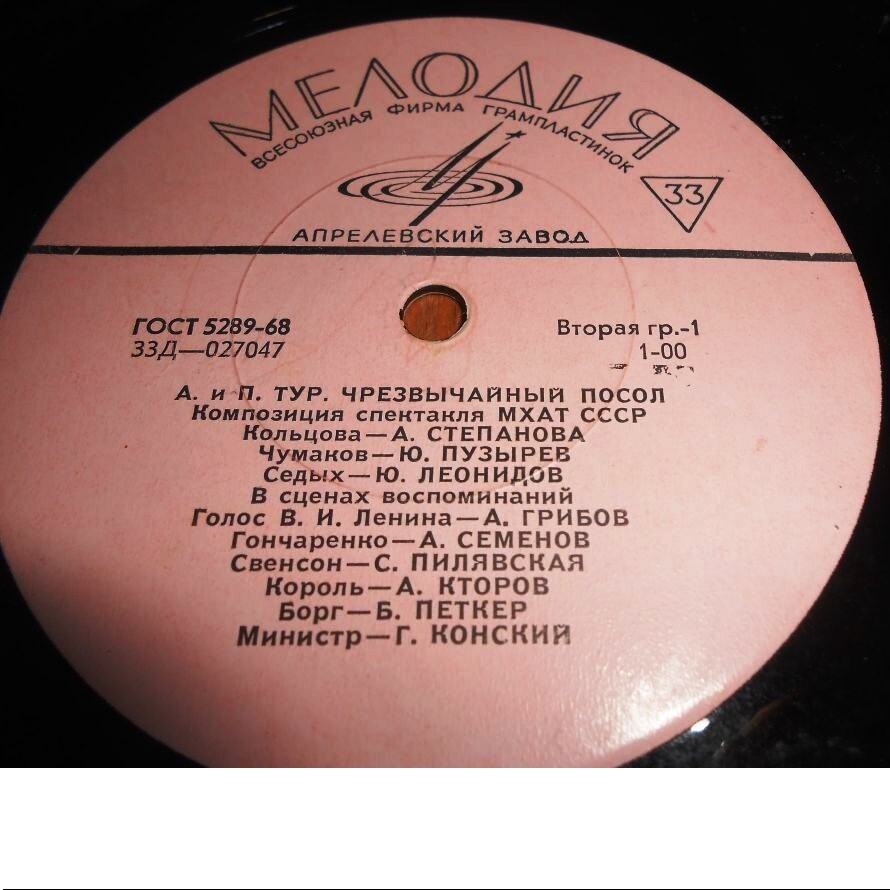 МЕЛОДИЯ
ВСЕСОЮЗНАЯ ФИРМА ГРАМПЛАСТИНОК
33
АПРЕЛЕВСКИЙ ЗАВОД
ГОСТ 5289-68
Вторая гр.-1
33Д—027047
1-00
А. и П. ТУР. ЧРЕЗВЫЧАЙНЫЙ ПОСОЛ
Композиция спектакля МХАТ СССР
Кольцова—А. СТЕПАНОВА
Чумаков—Ю. ПУЗЫРЕВ
Седых—Ю. ЛЕОНИДОВ
В сценах воспоминаний
Голос В. И. Ленина—А. ГРИБОВ
Гончаренко—А. СЕМЕНОВ
Свенсон—С. ПИЛЯВСКАЯ
Король—А. КТОРОВ
Борг—Б. ПЕТКЕР
Министр—Г. КОНСКИЙ